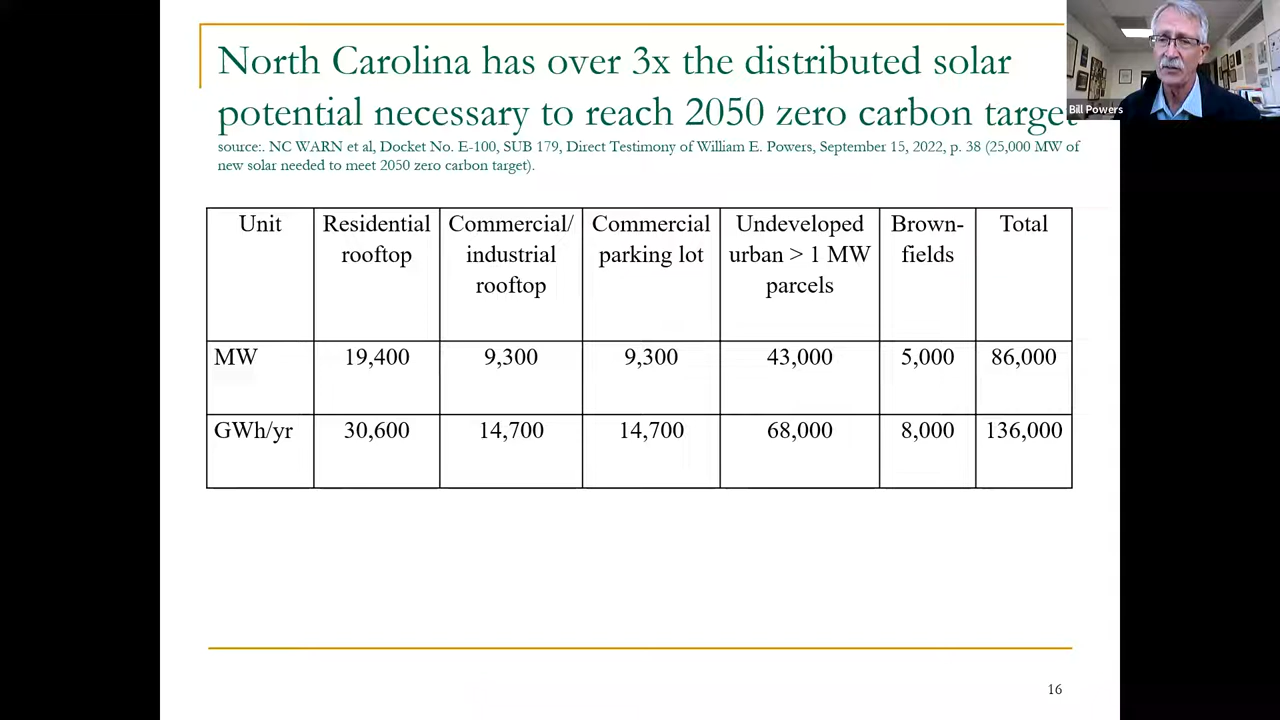 North Carolina has over 3x the distributed solar
potential necessary to reach 2050 zero carbon target
source:. NC WARN et al, Docket No. E-100, SUB 179, Direct Testimony of William E. Powers, September 15, 2022, p. 38 (25,000 MW of
new solar needed to meet 2050 zero carbon target).
Bill Powers
Unit Residential rooftop Commercial/ industrial rooftop Commercial parking lot Undeveloped urban > 1 MW parcels Brown- fields Total
MW 19,400 9,300 9,300 43,000 5,000 86,000
GWh/yr 30,600 14,700 14,700 68,000 8,000 136,000
16